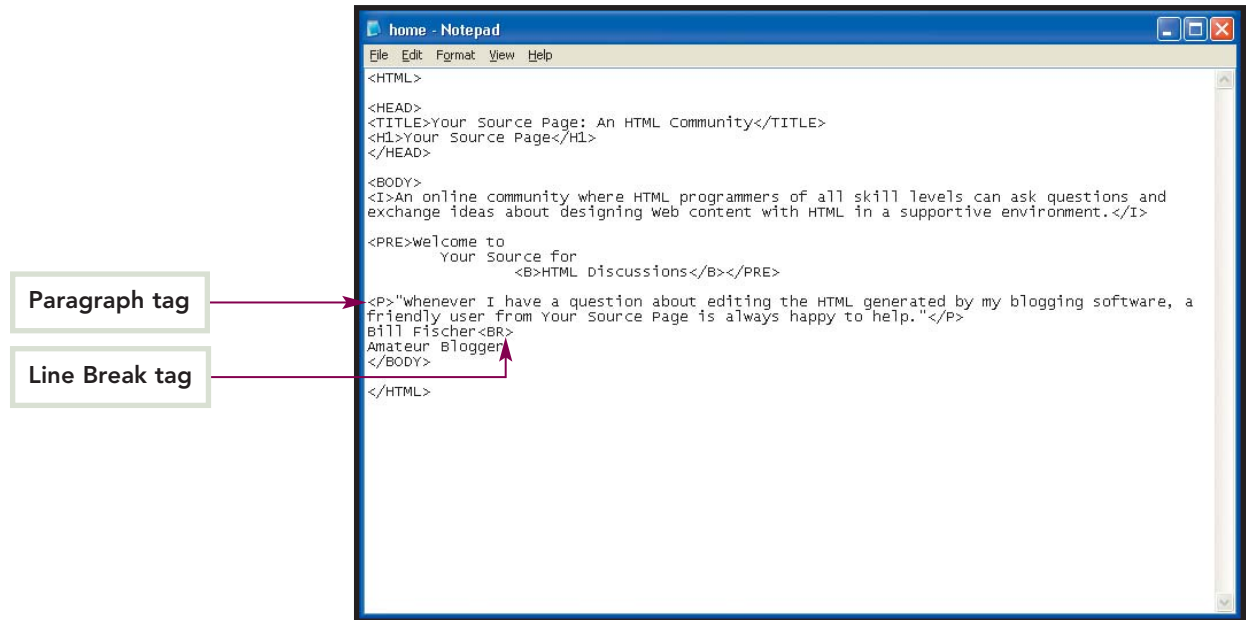 home - Notepad
File Edit Format View Help
<HTML>
<HEAD>
<TITLE>Your Source Page: An HTML Community</TITLE>
<H1>Your Source Page</H1>
</HEAD>
<BODY>
<I>An online community where HTML programmers of all skill levels can ask questions and
exchange ideas about designing Web content with HTML in a supportive environment.</I>
<PRE>Welcome to
Your Source for
<B>HTML Discussions</B></PRE>
Paragraph tag
<P>"Whenever I have a question about editing the HTML generated by my blogging software, a
friendly user from Your Source Page is always happy to help."</P>
Bill Fischer<BR>
Amateur Blogger
</BODY>
Line Break tag
</HTML>